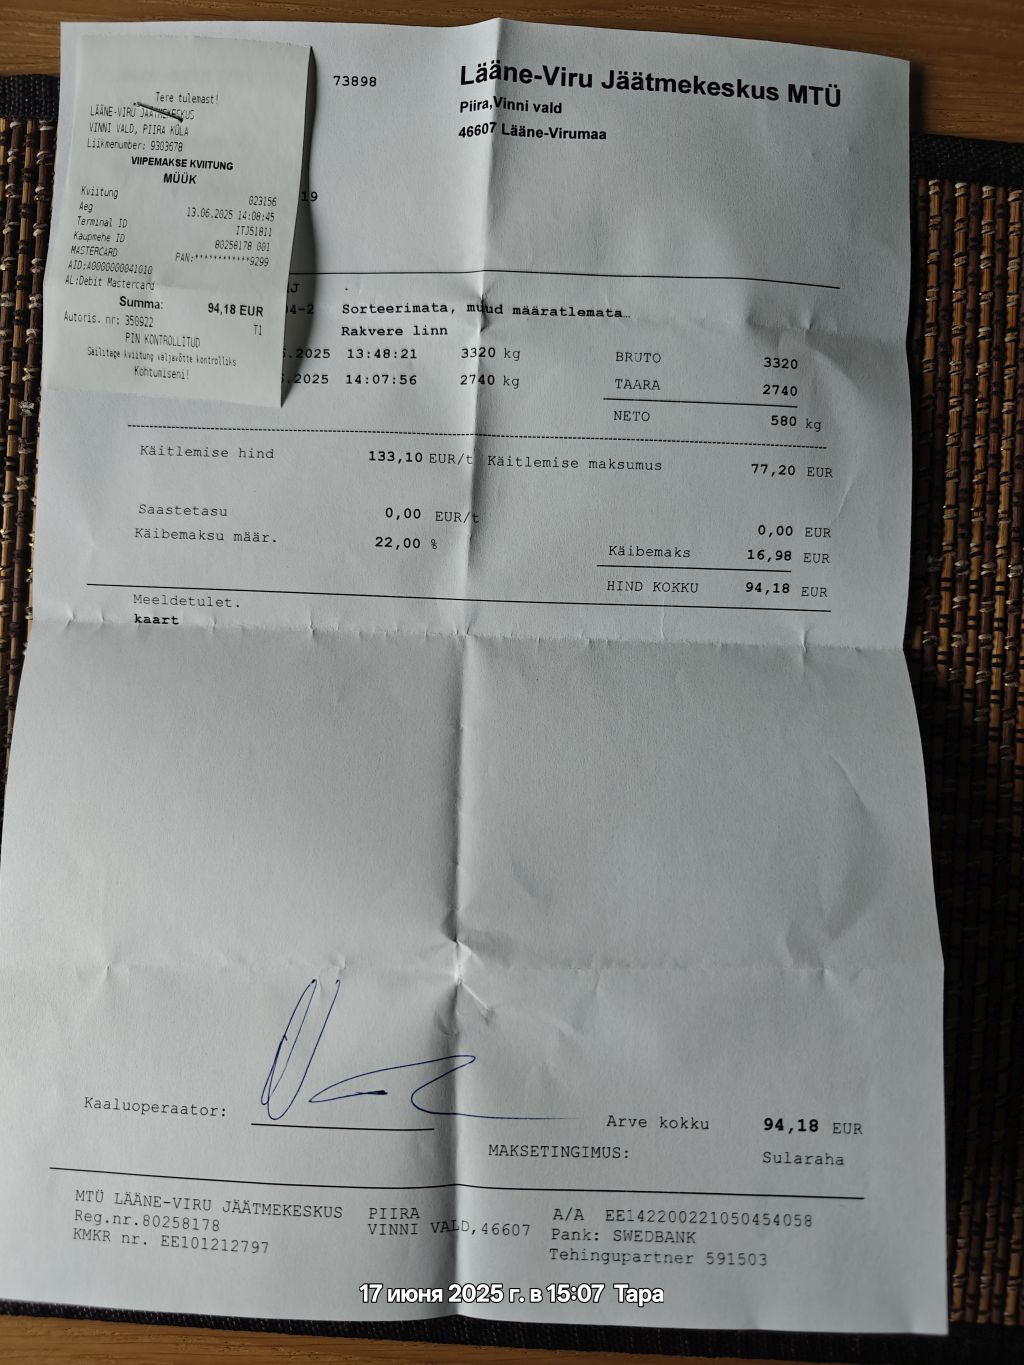 Tere tulemast!
LÄÄNE-VIRU JÄÄTMEKESKUS
VINNI VALD, PIIRA KÜLA
Liikmenumber: 9303678
VIIPEMAKSE KVIITUNG
MÜÜK
Kviitung 023156
Aeg 13.06.2025 14:08:45
Terminal ID ITJ51811
Kaupmehe ID 80258178 001
MASTERCARD PAN:************9299
AID:A0000000041010
AL:Debit Mastercard
Summa: 94,18 EUR
Autoris. nr: 350922 T1
PIN KONTROLLITUD
Säilitage kviitung väljavõtte kontrolliks
Kohtumiseni!
73898
Lääne-Viru Jäätmekeskus MTÜ
Piira,Vinni vald
46607 Lääne-Virumaa
19
Sorteerimata, muud määratlemata…
Rakvere linn
.2025 13:48:21 3320 kg BRUTO 3320
.2025 14:07:56 2740 kg TAARA 2740
NETO 580 kg
Käitlemise hind 133,10 EUR/t Käitlemise maksumus 77,20 EUR
Saastetasu 0,00 EUR/t 0,00 EUR
Käibemaksu määr. 22,00 % Käibemaks 16,98 EUR
HIND KOKKU 94,18 EUR
Meeldetulet.
kaart
Kaaluoperaator:
Arve kokku 94,18 EUR
MAKSETINGIMUS: Sularaha
MTÜ LÄÄNE-VIRU JÄÄTMEKESKUS PIIRA A/A EE142200221050454058
Reg.nr.80258178 VINNI VALD,46607 Pank: SWEDBANK
KMKR nr. EE101212797 Tehingupartner 591503
17 июня 2025 г. в 15:07 Тара